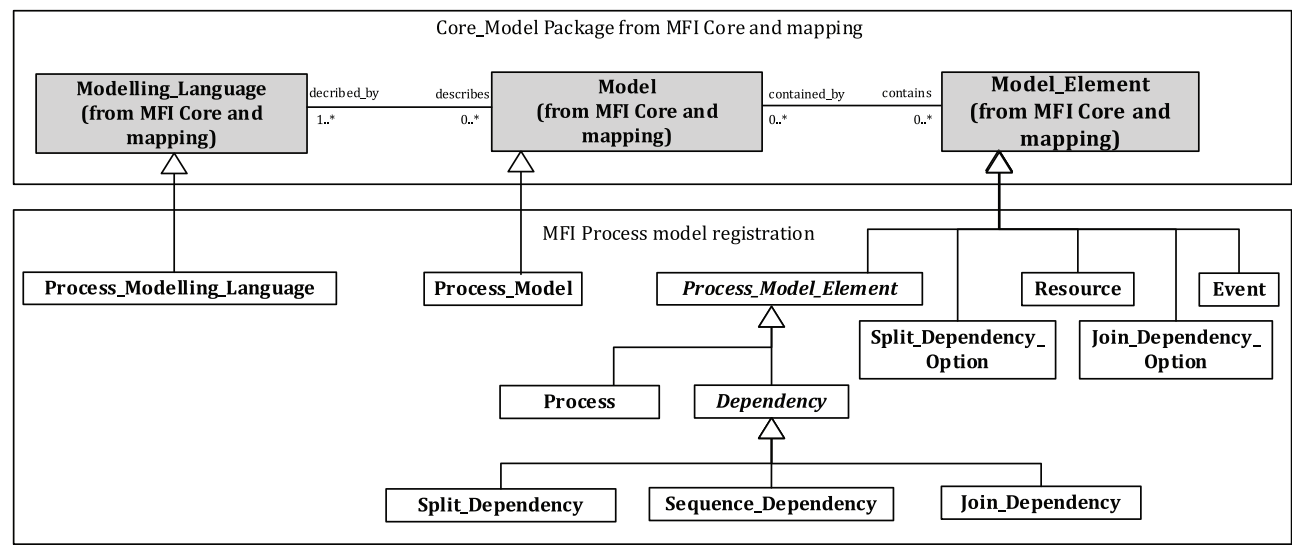 Core_Model Package from MFI Core and mapping
Modelling_Language
(from MFI Core and
mapping)
decribed_by
1..*
describes
0..*
Model
(from MFI Core and
mapping)
contained_by
0..*
contains
0..*
Model_Element
(from MFI Core and
mapping)
MFI Process model registration
Process_Modelling_Language
Process_Model
Process_Model_Element
Resource
Event
Split_Dependency_
Option
Join_Dependency_
Option
Process
Dependency
Split_Dependency
Sequence_Dependency
Join_Dependency